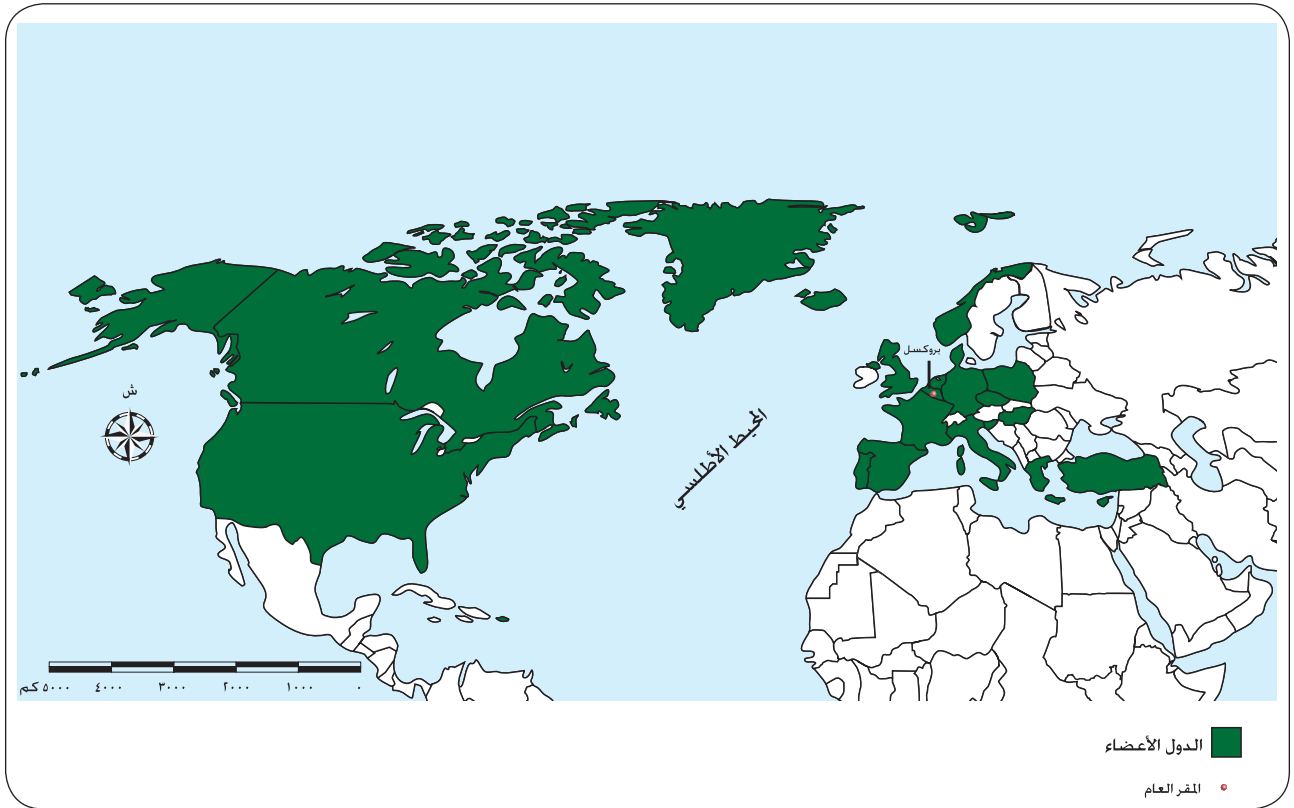 بروكسل
ش
المحيط الأطلسي
٥٠٠٠ كم ٤٠٠٠ ٣٠٠٠ ٢٠٠٠ ١٠٠٠ ٠
الدول الأعضاء
المقر العام